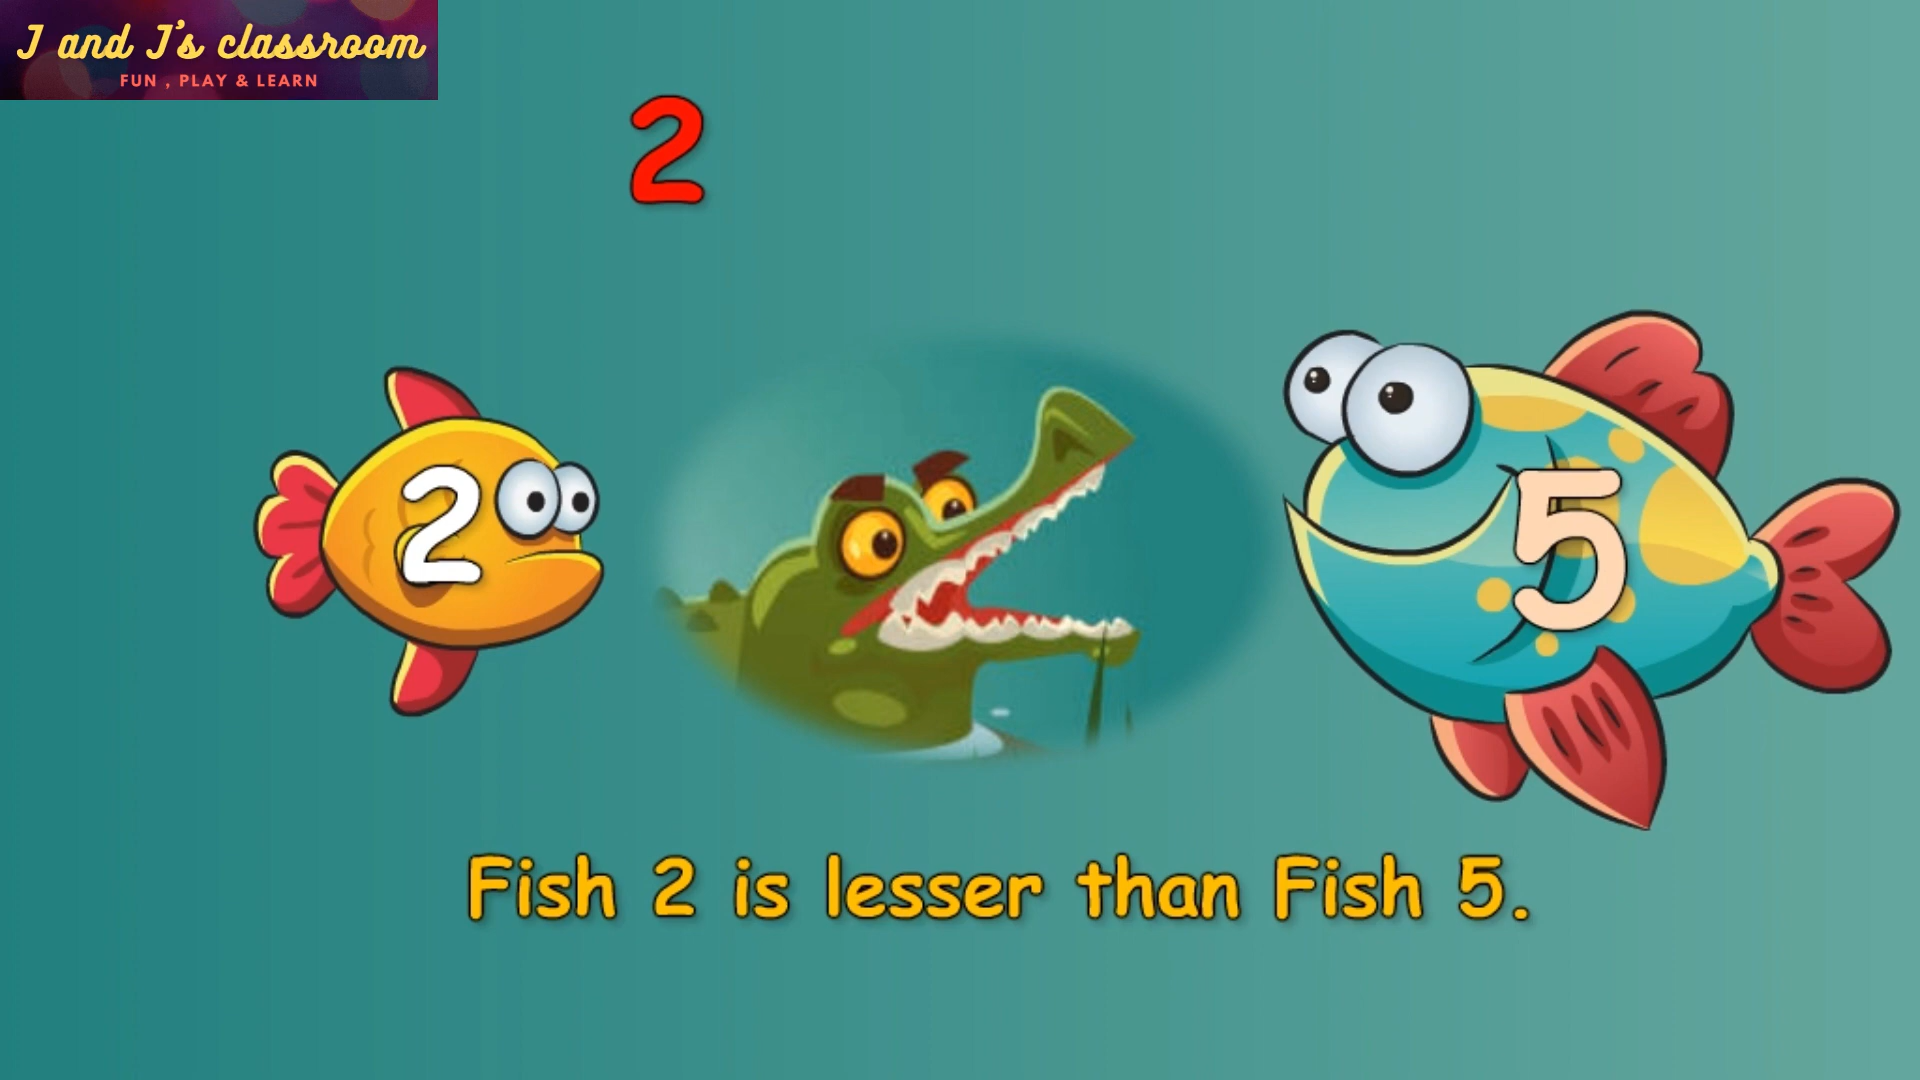 J and J's classroom
FUN , PLAY & LEARN
2
2
5
Fish 2 is lesser than Fish 5.